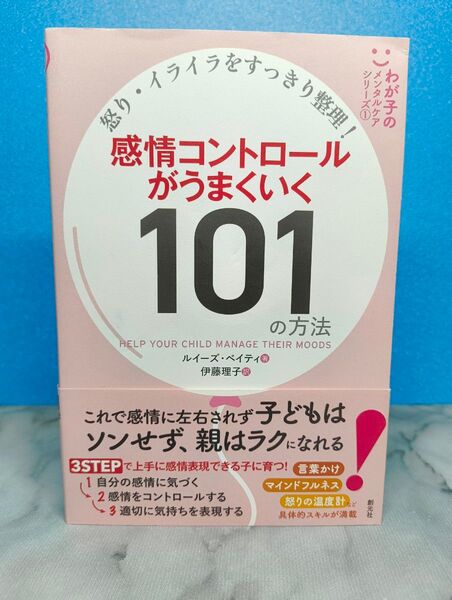 わが子の
メンタルケア
シリーズ①
怒り・イライラをすっきり整理！
感情コントロール
がうまくいく
101
の方法
HELP YOUR CHILD MANAGE THEIR MOODS
ルイーズ・ベイティ 著
伊藤理子 訳
これで感情に左右されず子どもは
ソンせず、親はラクになれる！
3STEPで上手に感情表現できる子に育つ！
1 自分の感情に気づく
2 感情をコントロールする
3 適切に気持ちを表現する
言葉かけ
マインドフルネス
怒りの温度計 など
具体的スキルが満載
創元社